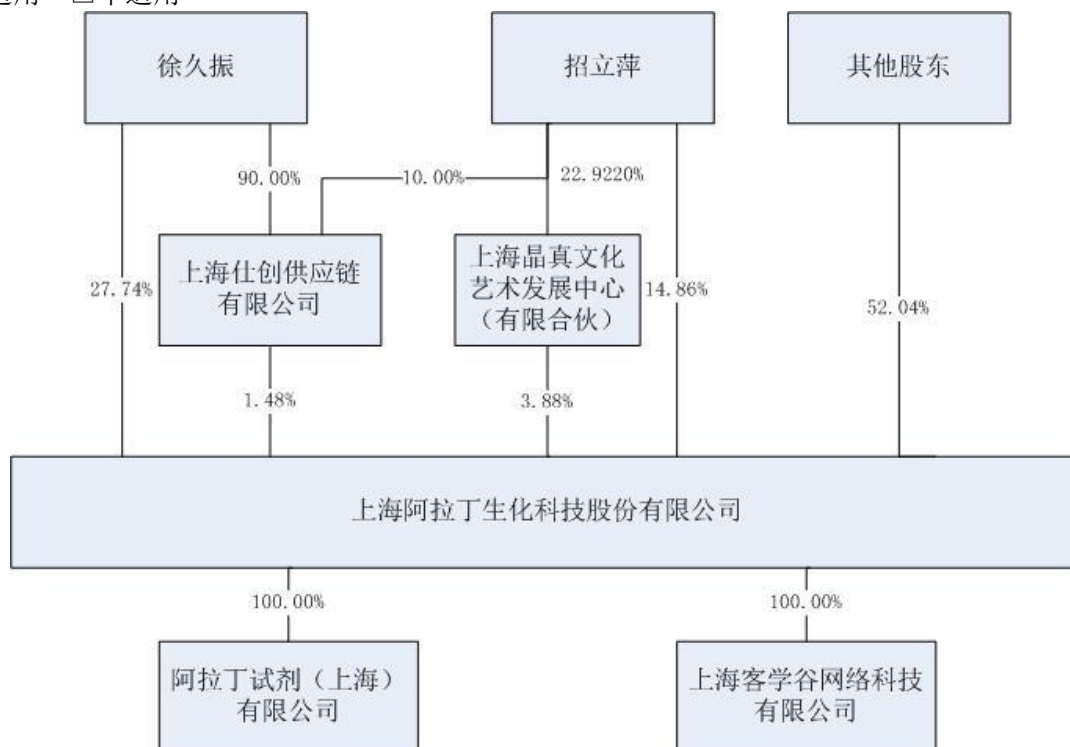 徐久振
招立萍
其他股东
90.00%
10.00%
22.9220%
上海仕创供应链
有限公司
上海晶真文化
艺术发展中心
（有限合伙）
27.74%
14.86%
52.04%
1.48%
3.88%
上海阿拉丁生化科技股份有限公司
100.00%
100.00%
阿拉丁试剂（上海）
有限公司
上海客学谷网络科技
有限公司